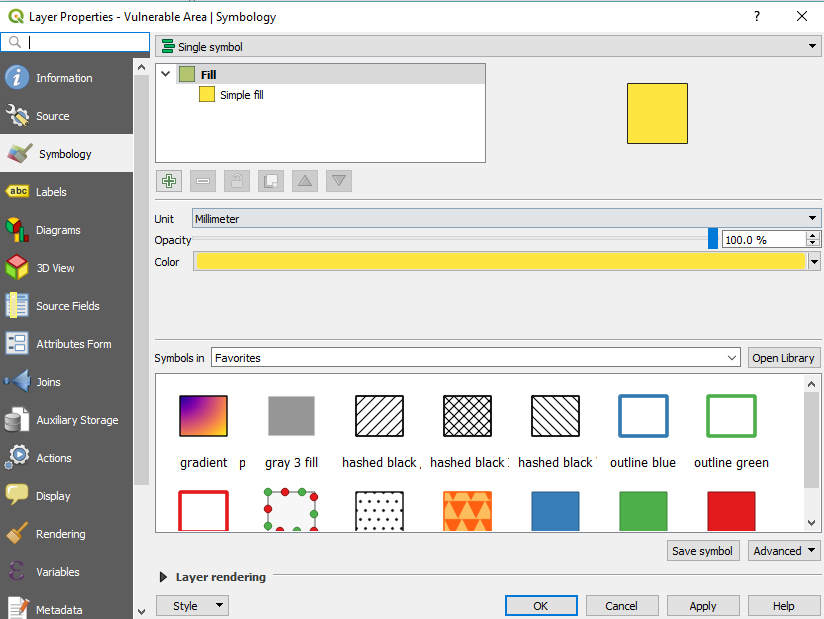 Layer Properties - Vulnerable Area | Symbology
?
Single symbol
Information
Source
Symbology
abc Labels
Diagrams
3D View
Source Fields
Attributes Form
Joins
Auxiliary Storage
Actions
Display
Rendering
Variables
Metadata
Fill
Simple fill
Unit Millimeter
Opacity 100.0 %
Color
Symbols in Favorites Open Library
gradient p gray 3 fill hashed black / hashed black hashed black outline blue outline green
Save symbol Advanced
Layer rendering
Style OK Cancel Apply Help